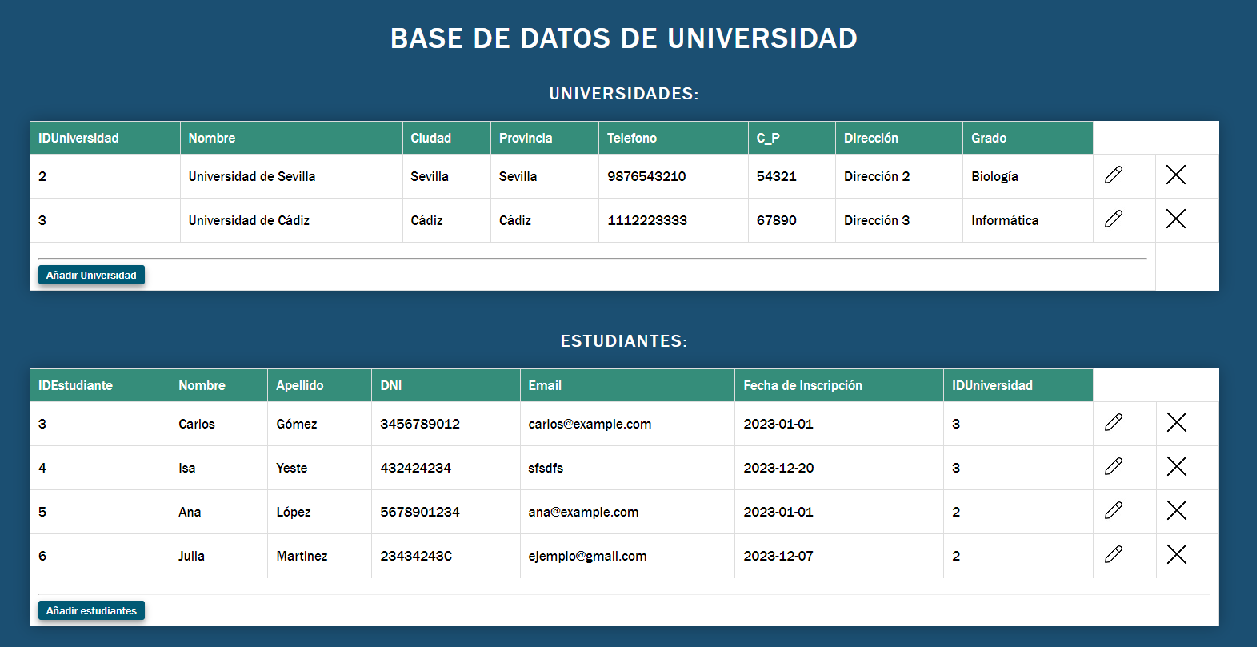 BASE DE DATOS DE UNIVERSIDAD
UNIVERSIDADES:
IDUniversidad Nombre Ciudad Provincia Telefono C_P Dirección Grado
2 Universidad de Sevilla Sevilla Sevilla 9876543210 54321 Dirección 2 Biología
3 Universidad de Cádiz Cádiz Cádiz 1112223333 67890 Dirección 3 Informática
Añadir Universidad
ESTUDIANTES:
IDEstudiante Nombre Apellido DNI Email Fecha de Inscripción IDUniversidad
3 Carlos Gómez 3456789012 carlos@example.com 2023-01-01 3
4 Isa Yeste 432424234 sfsdfs 2023-12-20 3
5 Ana López 5678901234 ana@example.com 2023-01-01 2
6 Julia Martinez 23434243C ejemplo@gmail.com 2023-12-07 2
Añadir estudiantes